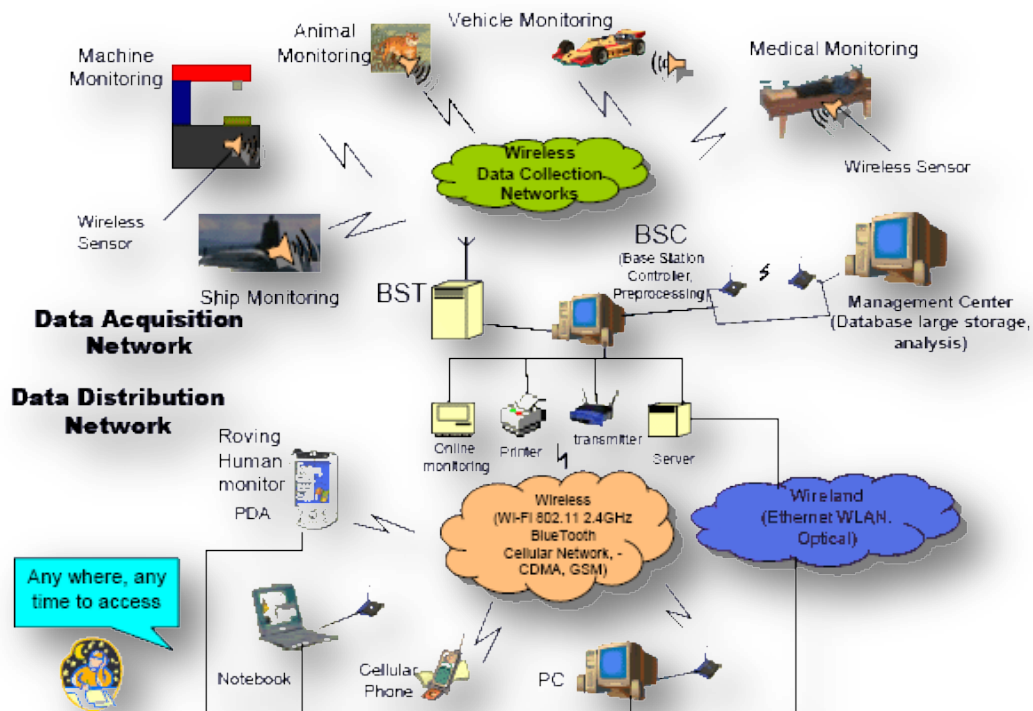 Vehicle Monitoring
Animal
Monitoring
Machine
Monitoring
Medical Monitoring
Wireless
Data Collection
Networks
Wireless Sensor
Wireless
Sensor
Ship Monitoring
BST
BSC
(Base Station
Controller,
Preprocessing)
Management Center
(Database large storage,
analysis)
Data Acquisition
Network
Data Distribution
Network
Online
monitoring
Printer
transmitter
Server
Roving
Human
monitor
PDA
Wireless
(WI-FI 802.11 2.4GHz
BlueTooth
Cellular Network, -
CDMA, GSM)
Wireland
(Ethernet WLAN.
Optical)
Any where, any
time to access
Notebook
Cellular
Phone
PC